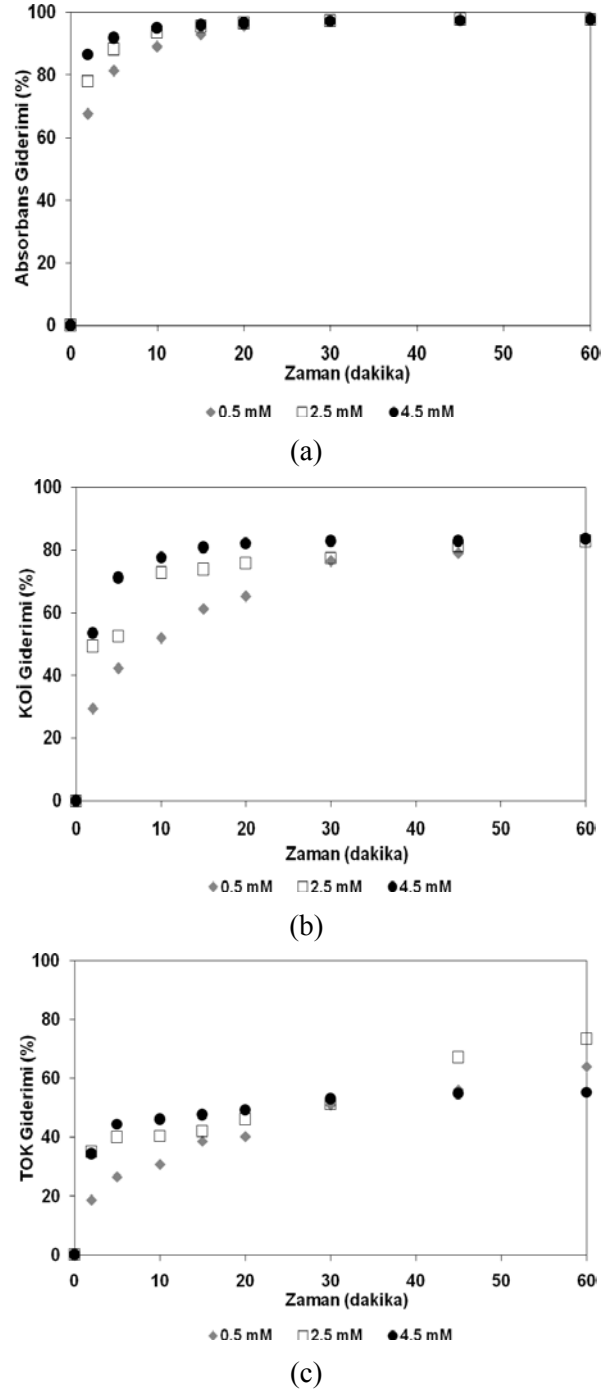 100
80
60
40
20
0
Absorbans Giderimi (%)
0 10 20 30 40 50 60
Zaman (dakika)
0.5 mM 2.5 mM 4.5 mM
(a)
100
80
60
40
20
0
KOİ Giderimi (%)
0 20 40 60
Zaman (dakika)
0.5 mM 2.5 mM 4.5 mM
(b)
100
80
60
40
20
0
TOK Giderimi (%)
0 10 20 30 40 50 60
Zaman (dakika)
0.5 mM 2.5 mM 4.5 mM
(c)